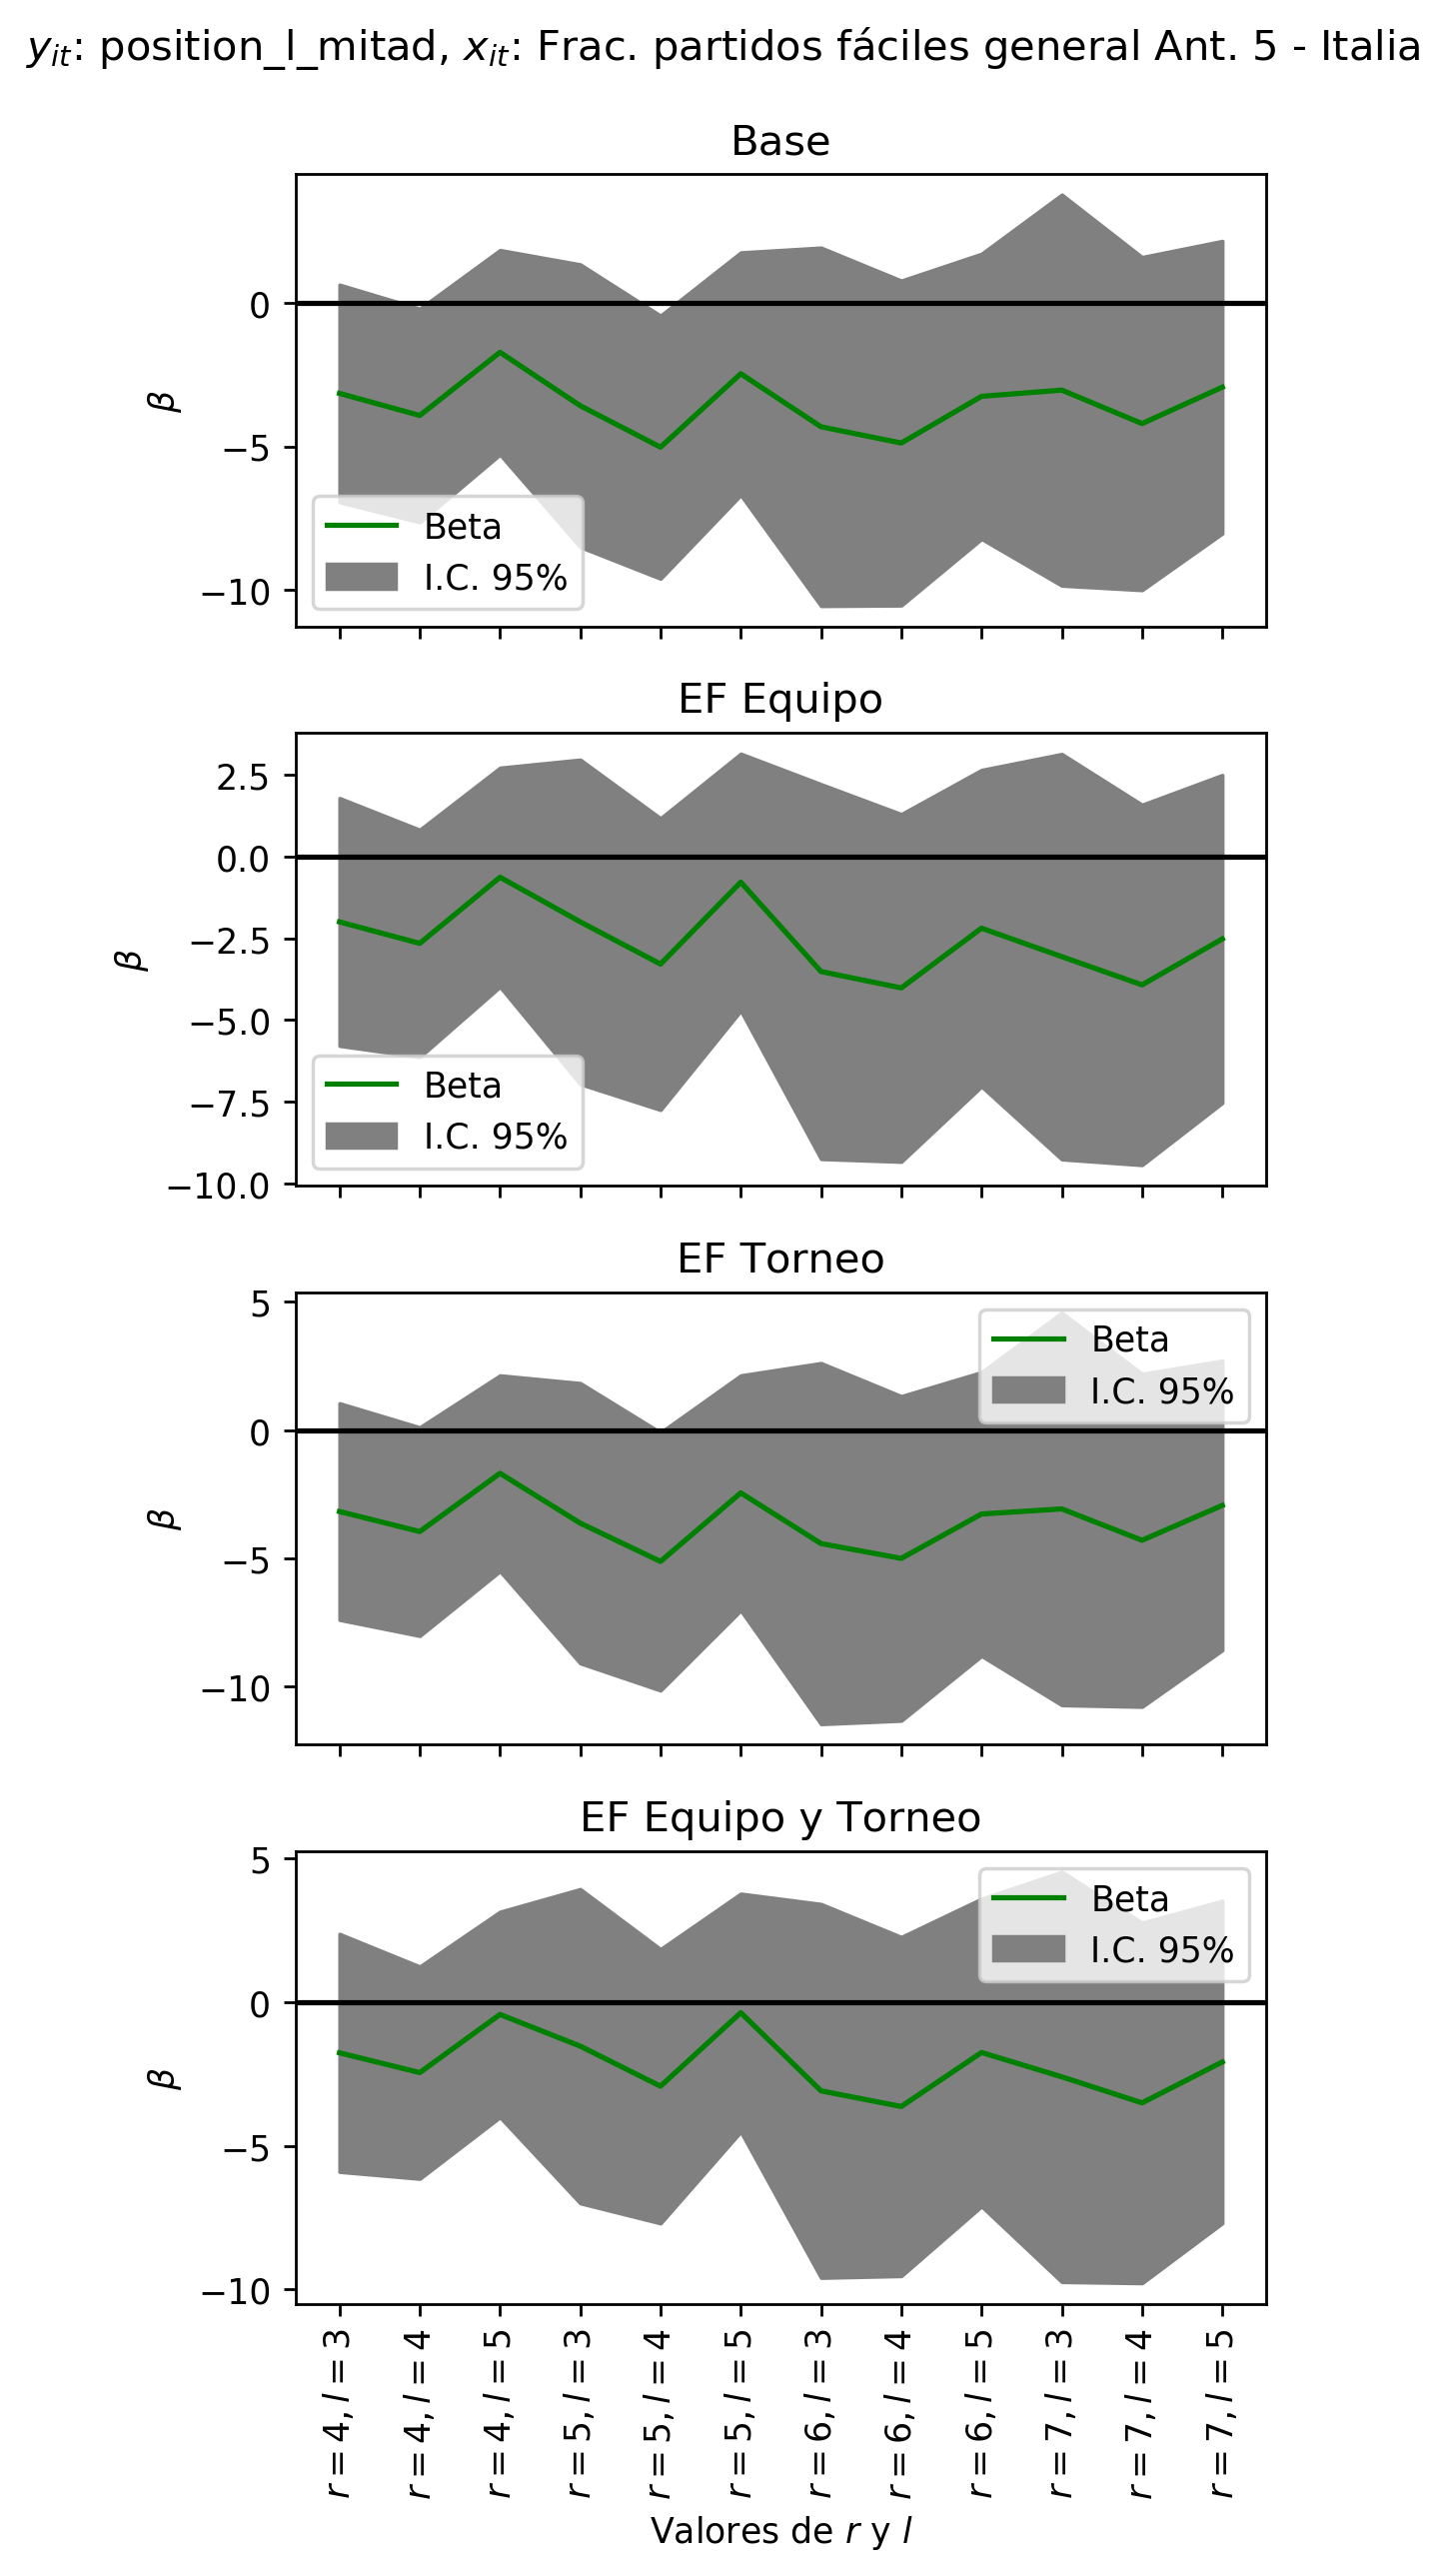 y_it: position_l_mitad, x_it: Frac. partidos fáciles general Ant. 5 - Italia
Base
0
−5
−10
β
Beta
I.C. 95%
EF Equipo
2.5
0.0
−2.5
−5.0
−7.5
−10.0
β
Beta
I.C. 95%
EF Torneo
5
0
−5
−10
β
Beta
I.C. 95%
EF Equipo y Torneo
5
0
−5
−10
β
Beta
I.C. 95%
r = 4, l = 3
r = 4, l = 4
r = 4, l = 5
r = 5, l = 3
r = 5, l = 4
r = 5, l = 5
r = 6, l = 3
r = 6, l = 4
r = 6, l = 5
r = 7, l = 3
r = 7, l = 4
r = 7, l = 5
Valores de r y l